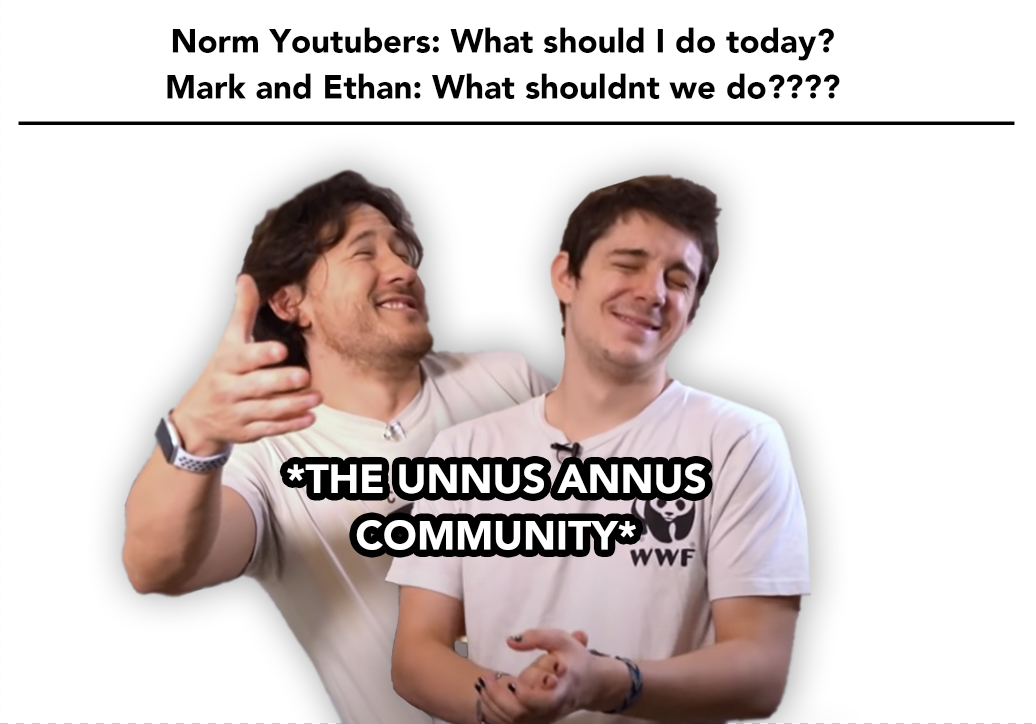 Norm Youtubers: What should I do today?
Mark and Ethan: What shouldnt we do????
*THE UNNUS ANNUS
COMMUNITY*
WWF